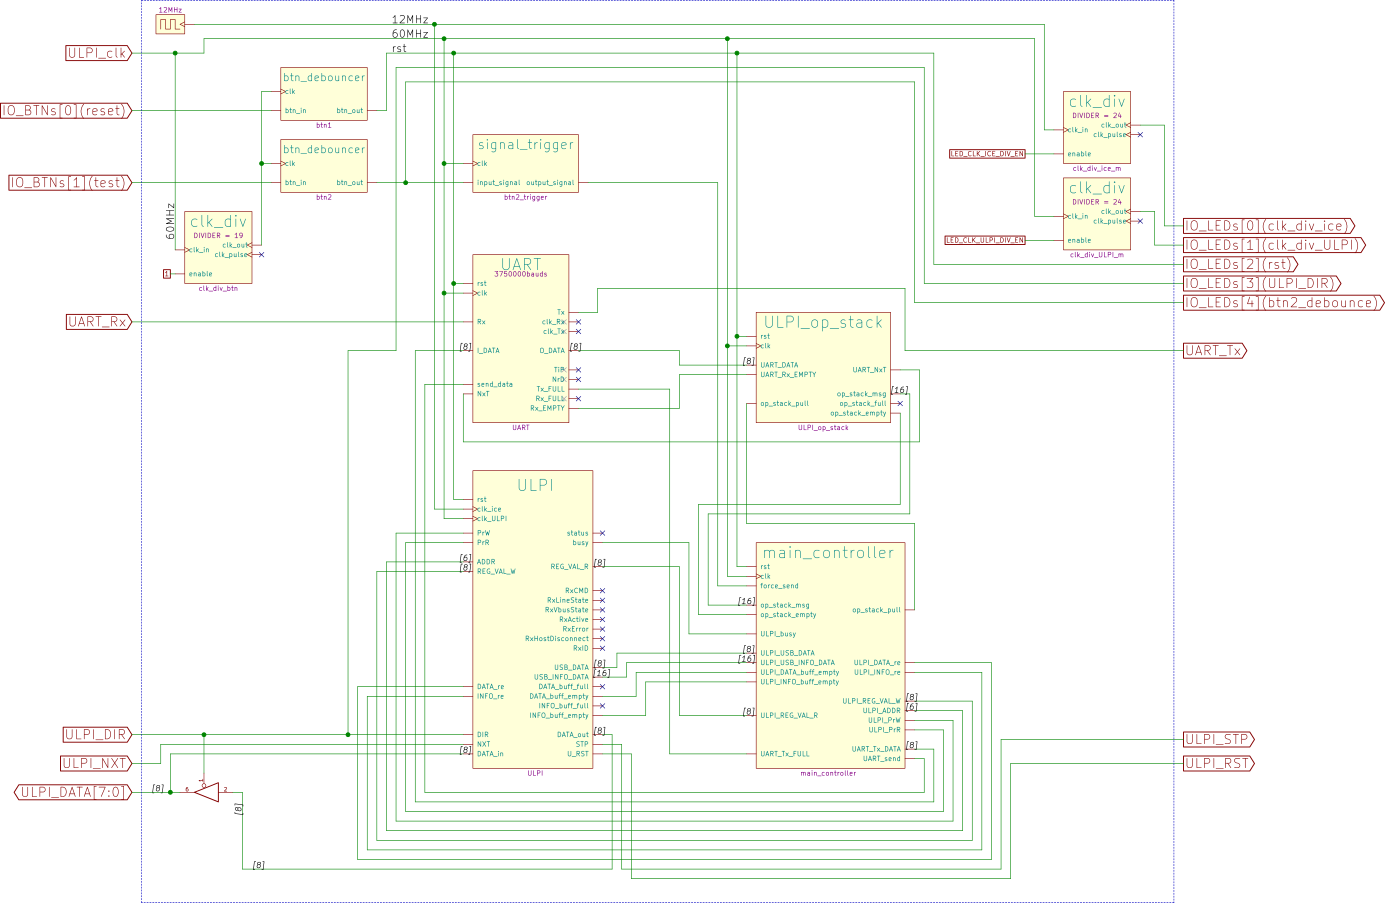 12MHz
12MHz
60MHz
rst
ULPI_clk
IO_BTNs[0](reset)
IO_BTNs[1](test)
60MHz
btn_debouncer
clk
btn_in
btn_out
btn1
btn_debouncer
clk
btn_in
btn_out
btn2
signal_trigger
clk
input_signal
output_signal
btn2_trigger
clk_div
DIVIDER = 24
clk_out
clk_in
clk_pulse
enable
clk_div_ice_m
LED_CLK_ICE_DIV_EN
clk_div
DIVIDER = 24
clk_out
clk_in
clk_pulse
enable
clk_div_ULPI_m
LED_CLK_ULPI_DIV_EN
clk_div
DIVIDER = 19
clk_out
clk_in
clk_pulse
enable
clk_div_btn
1
IO_LEDs[0](clk_div_ice)
IO_LEDs[1](clk_div_ULPI)
IO_LEDs[2](rst)
IO_LEDs[3](ULPI_DIR)
IO_LEDs[4](btn2_debounce)
UART_Rx
UART_Tx
UART
3750000bauds
rst
clk
Tx
Rx
clk_Rx
clk_Tx
[8]
I_DATA
O_DATA
[8]
TiP
NrD
send_data
Tx_FULL
NxT
Rx_FULL
Rx_EMPTY
UART
ULPI_op_stack
rst
clk
[8]
UART_DATA
UART_NxT
UART_Rx_EMPTY
op_stack_msg
[16]
op_stack_pull
op_stack_full
op_stack_empty
ULPI_op_stack
ULPI
rst
clk_ice
clk_ULPI
PrW
status
PrR
busy
[6]
ADDR
REG_VAL_R
[8]
[8]
REG_VAL_W
RxCMD
RxLineState
RxVbusState
RxActive
RxError
RxHostDisconnect
RxID
USB_DATA
[8]
USB_INFO_DATA
[16]
DATA_re
DATA_buff_full
INFO_re
DATA_buff_empty
INFO_buff_full
INFO_buff_empty
DIR
DATA_out
[8]
NXT
STP
[8]
DATA_in
U_RST
ULPI
main_controller
rst
clk
force_send
[16]
op_stack_msg
op_stack_pull
op_stack_empty
ULPI_busy
[8]
ULPI_USB_DATA
[16]
ULPI_USB_INFO_DATA
ULPI_DATA_re
ULPI_DATA_buff_empty
ULPI_INFO_re
ULPI_INFO_buff_empty
ULPI_REG_VAL_W
[8]
ULPI_ADDR
[6]
[8]
ULPI_REG_VAL_R
ULPI_PrW
ULPI_PrR
UART_Tx_FULL
UART_Tx_DATA
[8]
UART_send
main_controller
ULPI_DIR
ULPI_NXT
ULPI_DATA[7:0]
[8]
6
1
2
[8]
[8]
ULPI_STP
ULPI_RST